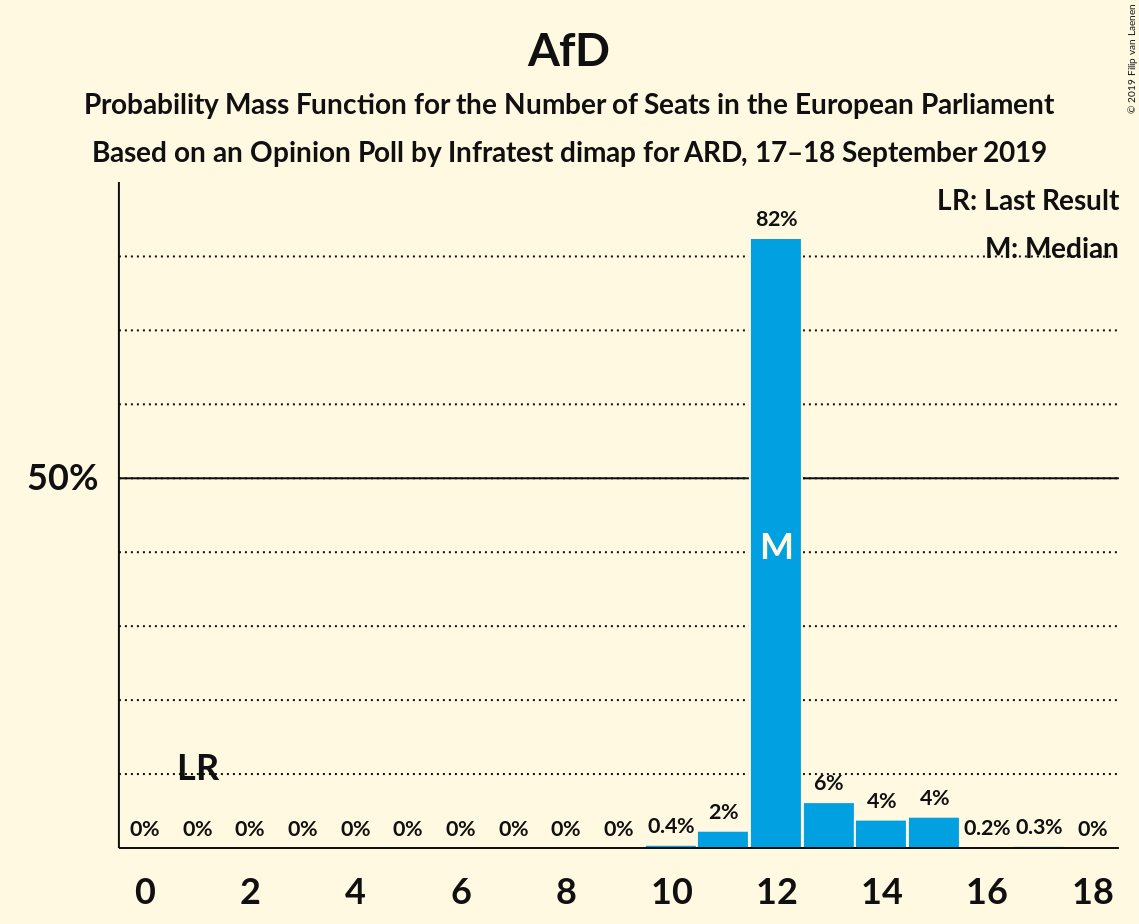 AfD
Probability Mass Function for the Number of Seats in the European Parliament
Based on an Opinion Poll by Infratest dimap for ARD, 17–18 September 2019
© 2019 Filip van Laenen
LR: Last Result
M: Median
82%
50%
M
LR
0% 0% 0% 0% 0% 0% 0% 0% 0% 0% 0.4% 2% 6% 4% 4% 0.2% 0.3% 0%
0 2 4 6 8 10 12 14 16 18